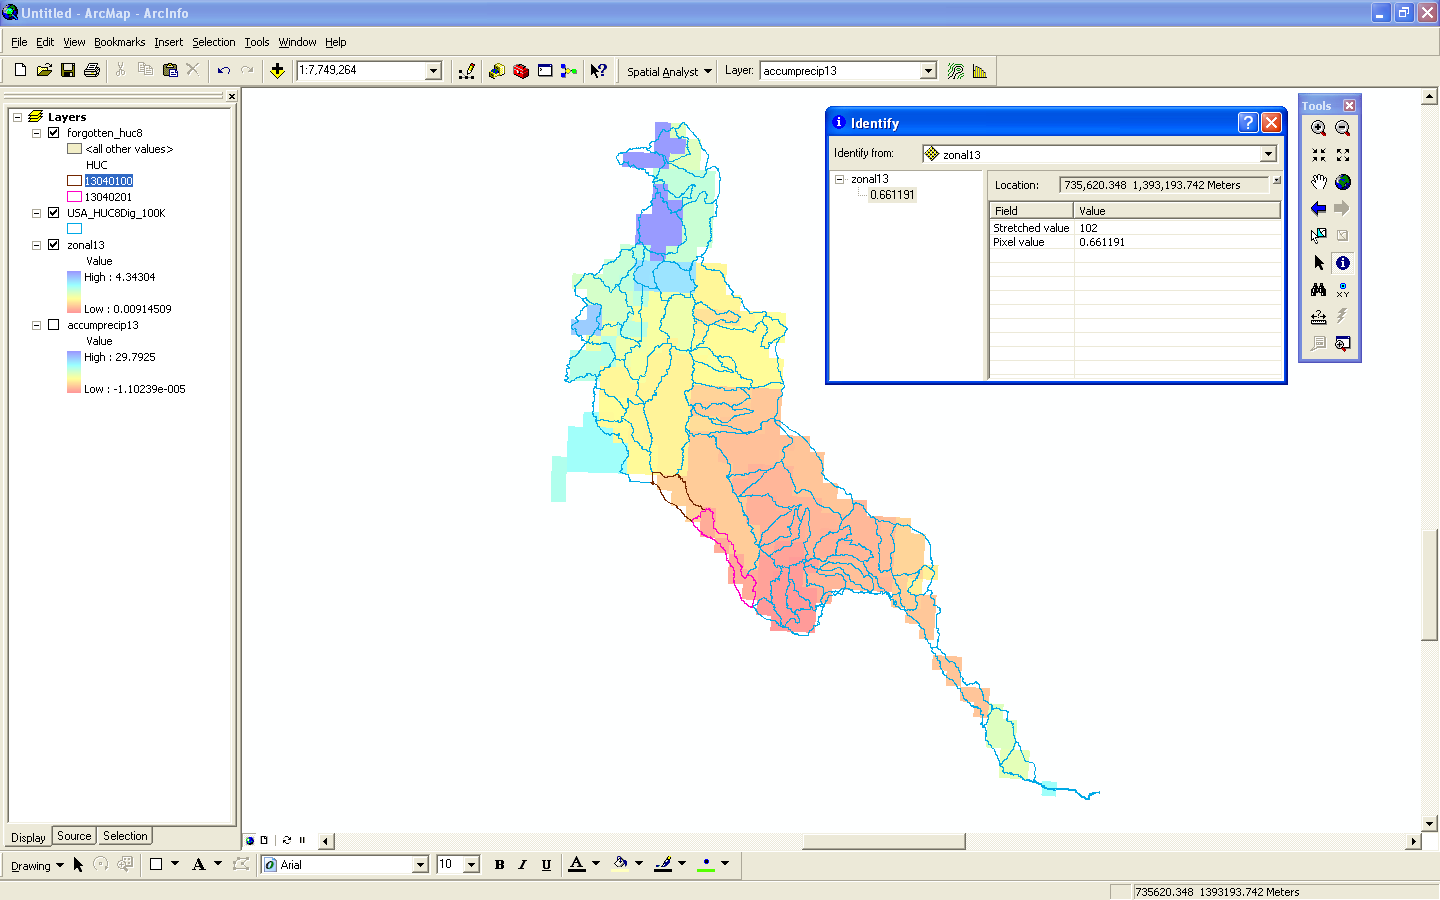 Untitled - ArcMap - ArcInfo
File Edit View Bookmarks Insert Selection Tools Window Help
1:7,749,264
Spatial Analyst
Layer:
accumprecip13
Layers
forgotten_huc8
<all other values>
HUC
13040100
13040201
USA_HUC8Dig_100K
zonal13
Value
High : 4.34304
Low : 0.00914509
accumprecip13
Value
High : 29.7925
Low : -1.10239e-005
Display Source Selection
Identify
Identify from:
zonal13
zonal13
0.661191
Location:
735,620.348 1,393,193.742 Meters
Field Value
Stretched value 102
Pixel value 0.661191
Tools
XY
Drawing
A
Arial
10
B I U
A
735620.348 1393193.742 Meters